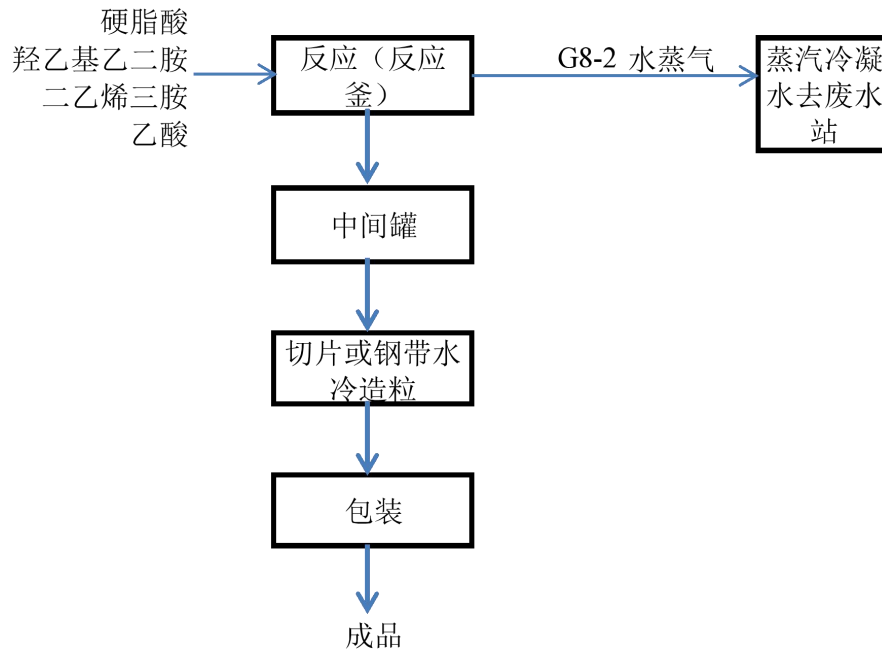 硬脂酸
羟乙基乙二胺
二乙烯三胺
乙酸
反应（反应
釜）
G8-2 水蒸气
蒸汽冷凝
水去废水
站
中间罐
切片或钢带水
冷造粒
包装
成品